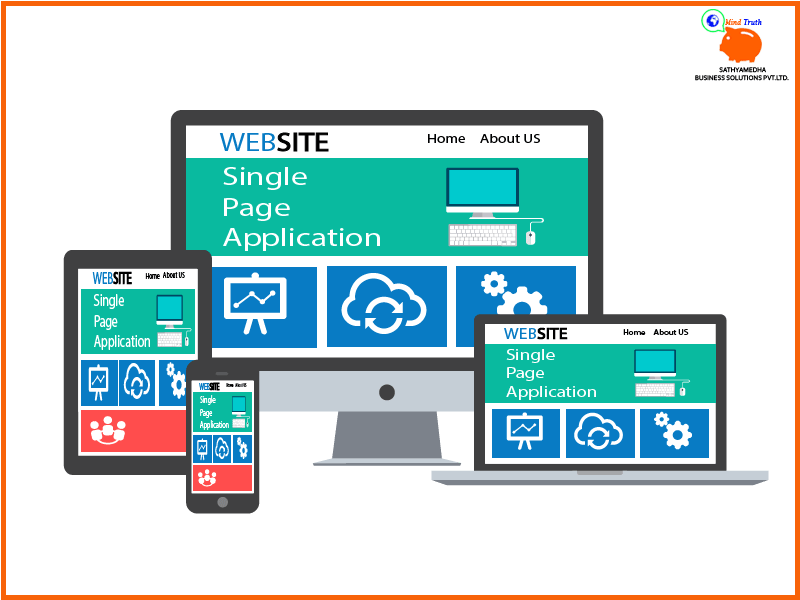 Mind Truth
SATHYAMEDHA
BUSINESS SOLUTIONS PVT.LTD.
WEBSITE Home About US
Single
Page
Application
WEBSITE Home About US
Single
Page
Application
WEBSITE Home About US
Single
Page
Application
WEBSITE Home About US
Single
Page
Application